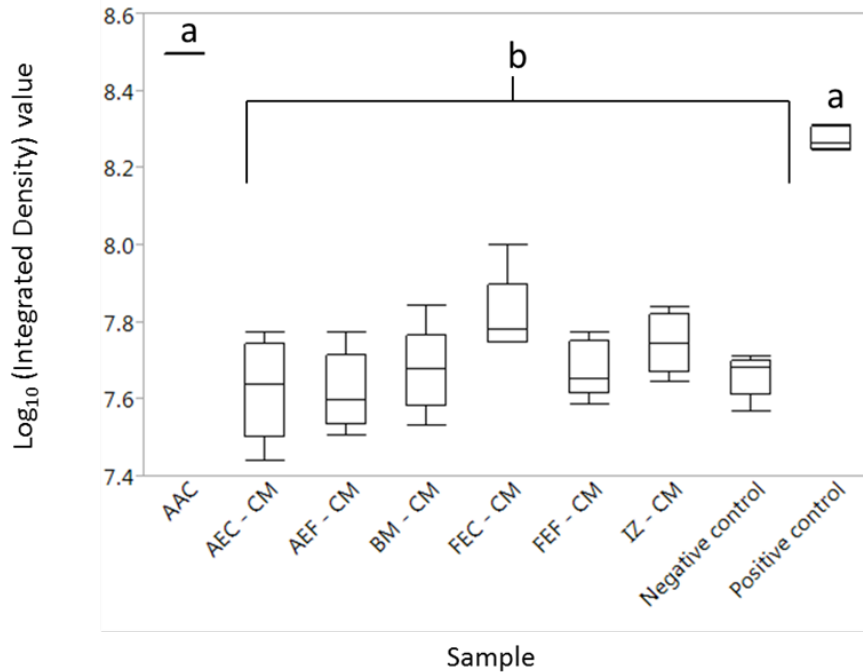 Log₁₀ (Integrated Density) value
8.6
8.4
8.2
8.0
7.8
7.6
7.4
a
b
a
AAC
AEC - CM
AEF - CM
BM - CM
FEC - CM
FEF - CM
IZ - CM
Negative control
Positive control
Sample